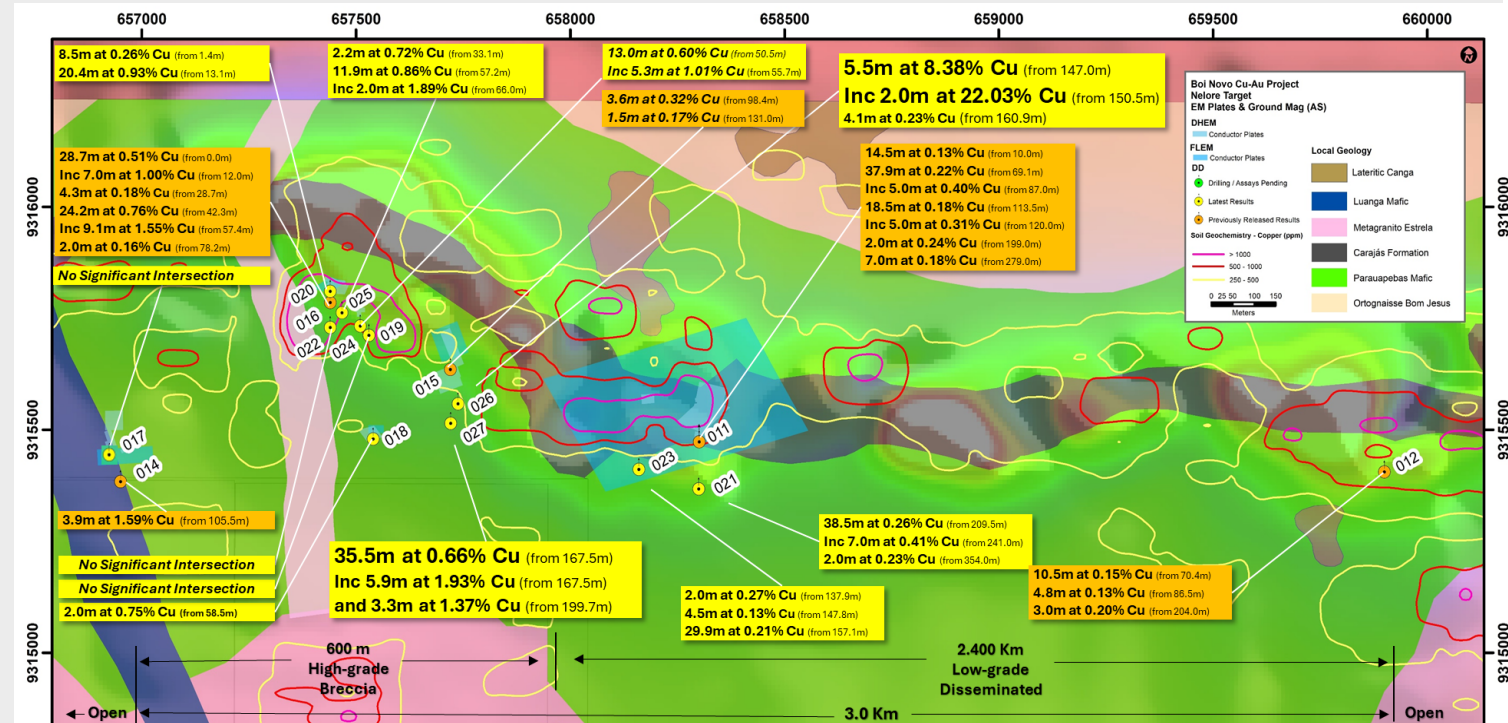 657000
657500
658000
658500
659000
659500
660000
8.5m at 0.26% Cu (from 1.4m)
20.4m at 0.93% Cu (from 13.1m)
2.2m at 0.72% Cu (from 33.1m)
11.9m at 0.86% Cu (from 57.2m)
Inc 2.0m at 1.89% Cu (from 66.0m)
13.0m at 0.60% Cu (from 50.5m)
Inc 5.3m at 1.01% Cu (from 55.7m)
3.6m at 0.32% Cu (from 98.4m)
1.5m at 0.17% Cu (from 131.0m)
5.5m at 8.38% Cu (from 147.0m)
Inc 2.0m at 22.03% Cu (from 150.5m)
4.1m at 0.23% Cu (from 160.9m)
N
Boi Novo Cu-Au Project
Nelore Target
EM Plates & Ground Mag (AS)
DHEM
Conductor Plates
FLEM
Conductor Plates
DD
Drilling / Assays Pending
Latest Results
Previously Released Results
Soil Geochemistry - Copper (ppm)
> 1000
500 - 1000
250 - 500
0 25 50 100 150
Meters
Local Geology
Lateritic Canga
Luanga Mafic
Metagranito Estrela
Carajás Formation
Parauapebas Mafic
Ortognaisse Bom Jesus
28.7m at 0.51% Cu (from 0.0m)
Inc 7.0m at 1.00% Cu (from 12.0m)
4.3m at 0.18% Cu (from 28.7m)
24.2m at 0.76% Cu (from 42.3m)
Inc 9.1m at 1.55% Cu (from 57.4m)
2.0m at 0.16% Cu (from 78.2m)
No Significant Intersection
14.5m at 0.13% Cu (from 10.0m)
37.9m at 0.22% Cu (from 69.1m)
Inc 5.0m at 0.40% Cu (from 87.0m)
18.5m at 0.18% Cu (from 113.5m)
Inc 5.0m at 0.31% Cu (from 120.0m)
2.0m at 0.24% Cu (from 199.0m)
7.0m at 0.18% Cu (from 279.0m)
9316000
9316000
020
025
016
019
022
024
015
026
027
018
017
014
011
023
021
012
9315500
9315500
3.9m at 1.59% Cu (from 105.5m)
No Significant Intersection
No Significant Intersection
2.0m at 0.75% Cu (from 58.5m)
35.5m at 0.66% Cu (from 167.5m)
Inc 5.9m at 1.93% Cu (from 167.5m)
and 3.3m at 1.37% Cu (from 199.7m)
38.5m at 0.26% Cu (from 209.5m)
Inc 7.0m at 0.41% Cu (from 241.0m)
2.0m at 0.23% Cu (from 354.0m)
2.0m at 0.27% Cu (from 137.9m)
4.5m at 0.13% Cu (from 147.8m)
29.9m at 0.21% Cu (from 157.1m)
10.5m at 0.15% Cu (from 70.4m)
4.8m at 0.13% Cu (from 86.5m)
3.0m at 0.20% Cu (from 204.0m)
9315000
9315000
600 m
High-grade
Breccia
2.400 Km
Low-grade
Disseminated
Open
3.0 Km
Open